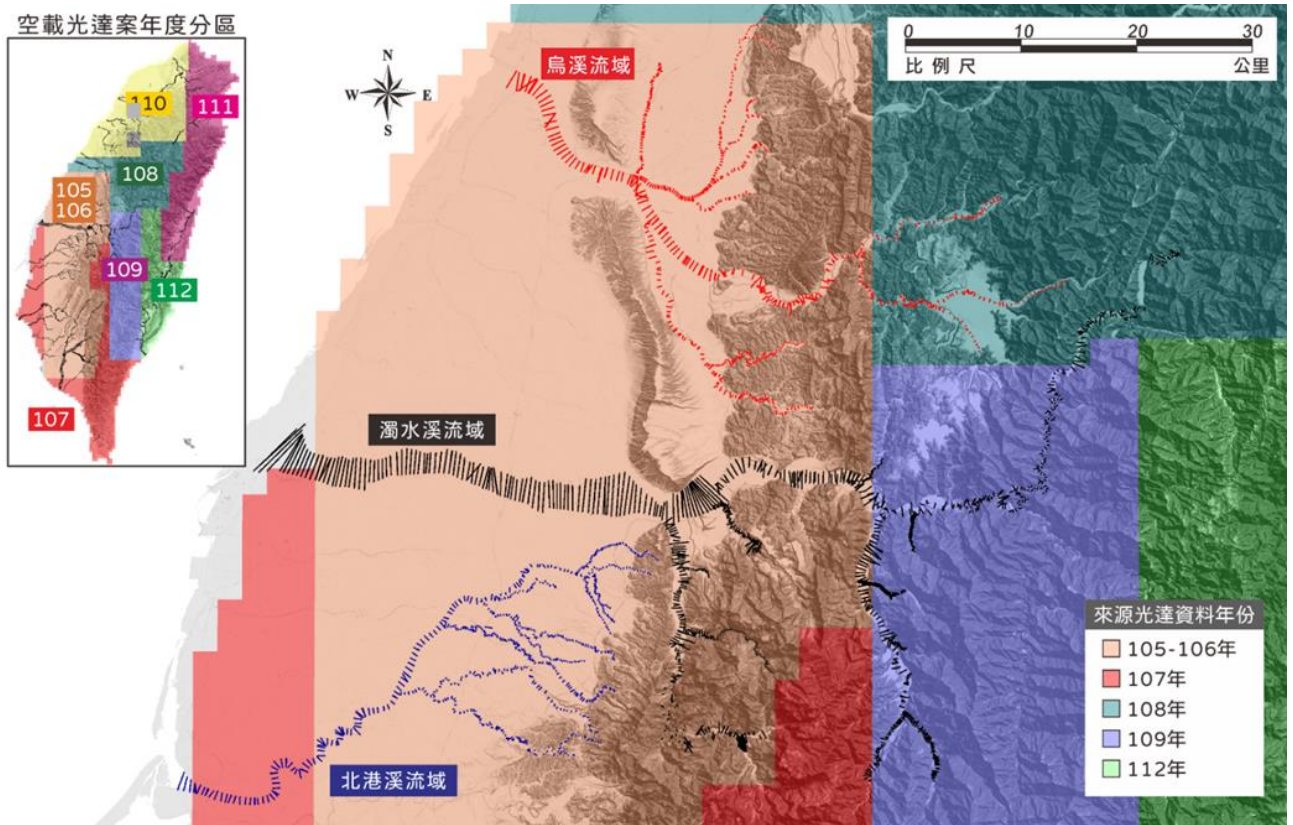 空載光達案年度分區
110
111
108
105
106
109
112
107
N
W
E
S
烏溪流域
0
10
20
30
比例尺
公里
濁水溪流域
北港溪流域
來源光達資料年份
105-106年
107年
108年
109年
112年